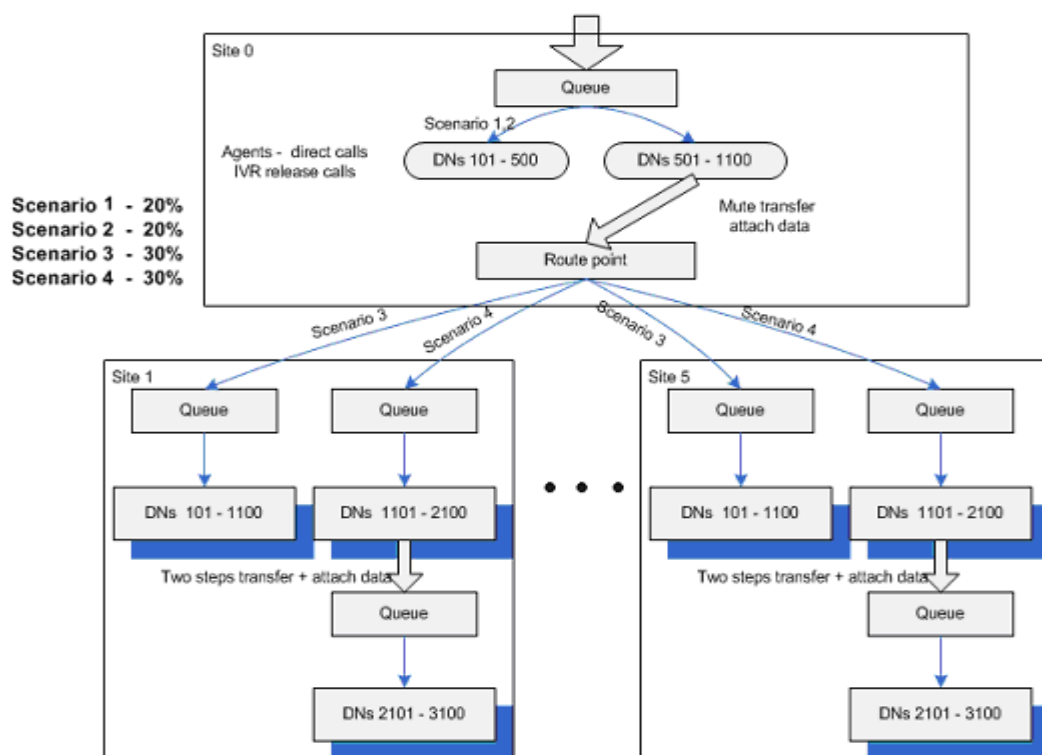 Site 0
Queue
Scenario 1,2
Agents - direct calls
IVR release calls
DNs 101 - 500
DNs 501 - 1100
Mute transfer
attach data
Scenario 1 - 20%
Scenario 2 - 20%
Scenario 3 - 30%
Scenario 4 - 30%
Route point
Scenario 3
Scenario 4
Scenario 3
Scenario 4
Site 1
Queue
Queue
DNs 101 - 1100
DNs 1101 - 2100
Two steps transfer + attach data
Queue
DNs 2101 - 3100
Site 5
Queue
Queue
DNs 101 - 1100
DNs 1101 - 2100
Two steps transfer + attach data
Queue
DNs 2101 - 3100